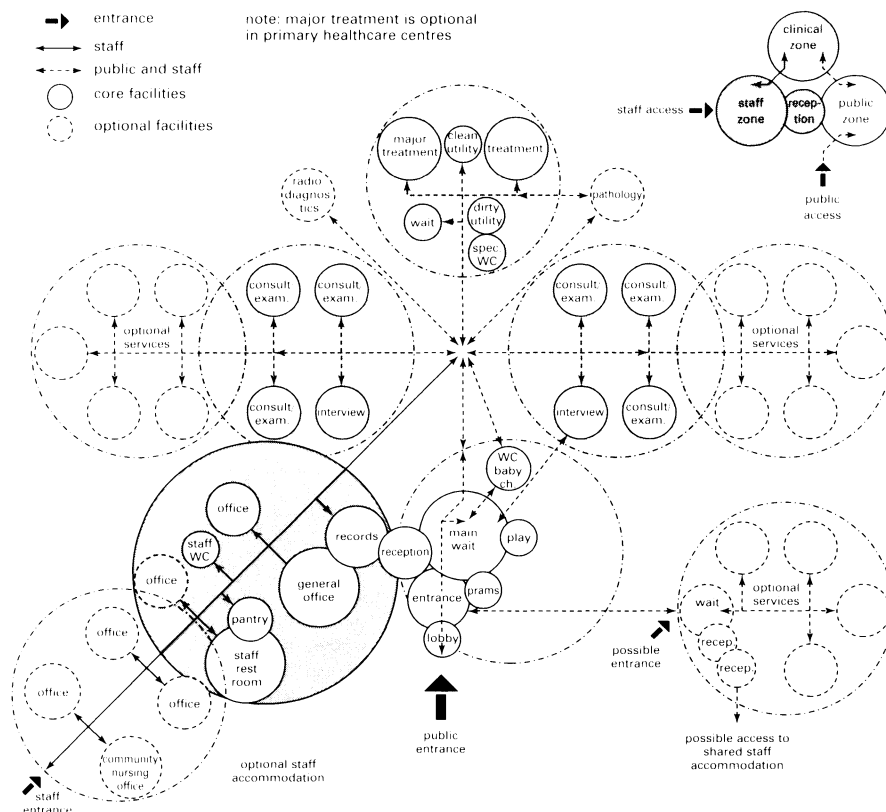 entrance
staff
public and staff
core facilities
optional facilities
note: major treatment is optional
in primary healthcare centres
clinical
zone
staff access
staff
zone
recep-
tion
public
zone
public
access
major
treatment
clean
utility
treatment
radio
diagnos
tics
pathology
wait
dirty
utility
spec.
WC
optional
services
consult/
exam.
consult/
exam.
consult/
exam.
interview
consult/
exam.
consult/
exam.
interview
consult/
exam.
optional
services
WC
baby
ch.
office
records
reception
main
wait
play
staff
WC
office
general
office
entrance
prams
pantry
lobby
office
staff
rest
room
office
office
community
nursing
office
staff
entrance
optional staff
accommodation
public
entrance
possible
entrance
optional
services
wait
recep.
recep.
possible access to
shared staff
accommodation